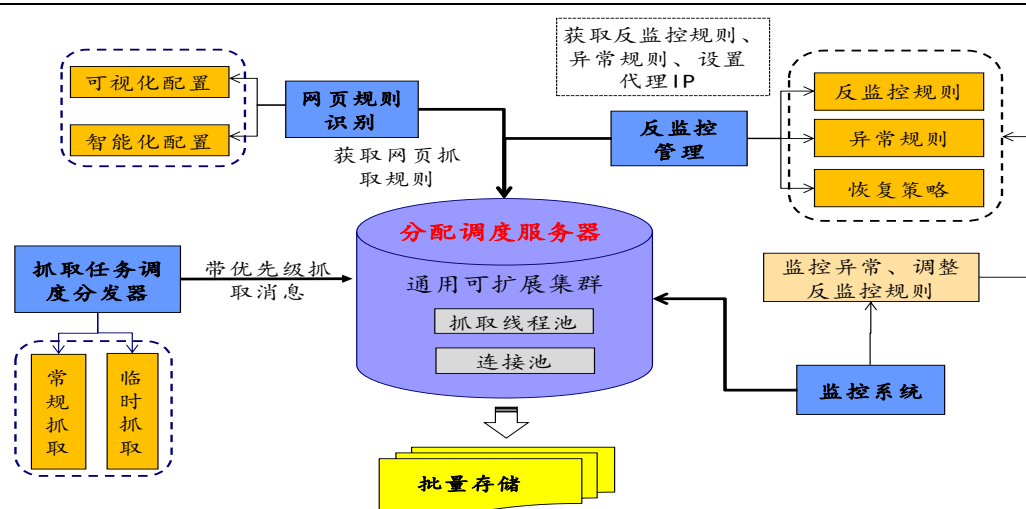 获取反监控规则、
异常规则、设置
代理IP
可视化配置
智能化配置
网页规则
识别
获取网页抓
取规则
反监控
管理
反监控规则
异常规则
恢复策略
分配调度服务器
通用可扩展集群
抓取线程池
连接池
抓取任务调
度分发器
带优先级抓
取消息
常规抓取
临时抓取
监控异常、调整
反监控规则
监控系统
批量存储